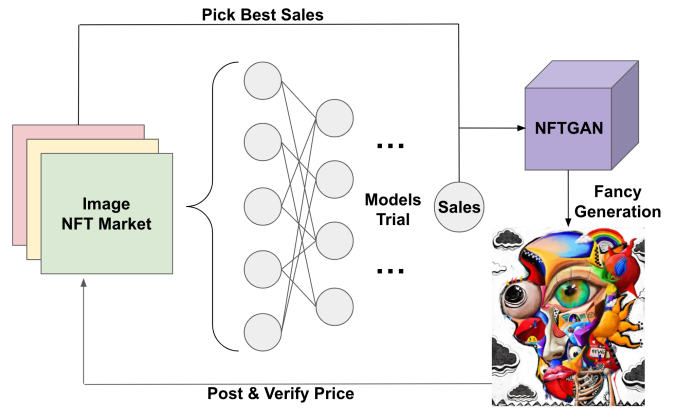 Pick Best Sales
NFTGAN
Image
NFT Market
...
Models
Trial
Sales
...
Fancy
Generation
Post & Verify Price